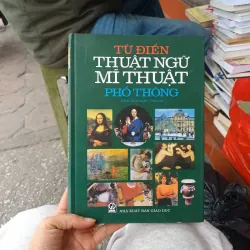 TỪ ĐIỂN
THUẬT NGỮ
MĨ THUẬT
PHỔ THÔNG
NHÀ XUẤT BẢN GIÁO DỤC